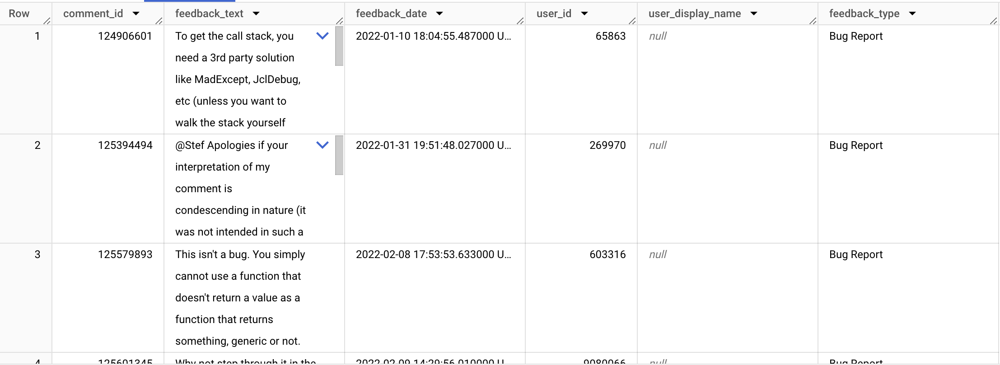 Row comment_id feedback_text feedback_date user_id user_display_name feedback_type
1 124906601 To get the call stack, you 2022-01-10 18:04:55.487000 U... 65863 null Bug Report
need a 3rd party solution
like MadExcept, JclDebug,
etc (unless you want to
walk the stack yourself
2 125394494 @Stef Apologies if your 2022-01-31 19:51:48.027000 U... 269970 null Bug Report
interpretation of my
comment is
condescending in nature (it
was not intended in such a
3 125579893 This isn't a bug. You simply 2022-02-08 17:53:53.633000 U... 603316 null Bug Report
cannot use a function that
doesn't return a value as a
function that returns
something, generic or not.
4 125601345 Why not step through it in the 2022-02-09 14:29:56.010000 U... 9080066 null Bug Report